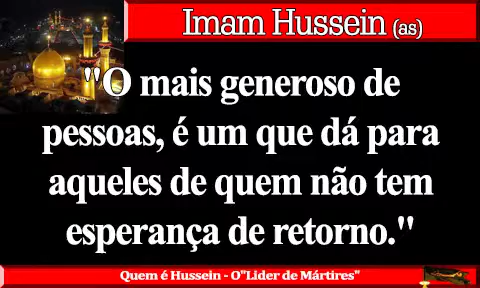 Imam Hussein (as)
"O mais generoso de
pessoas, é um que dá para
aqueles de quem não tem
esperança de retorno."
Quem é Hussein - O"Lider de Mártires"